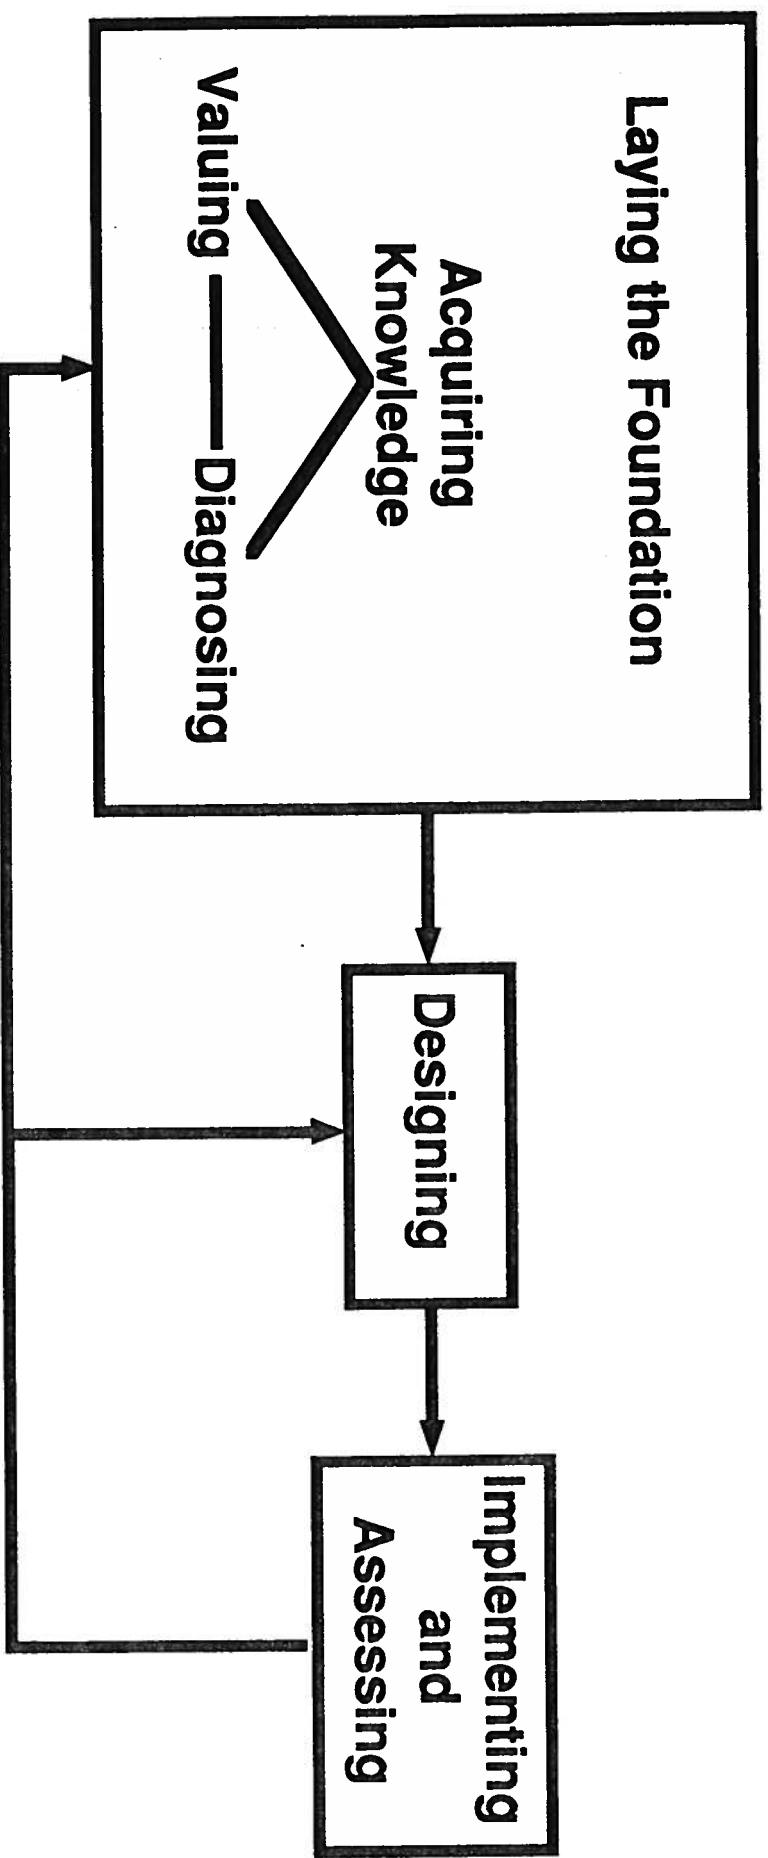 Laying the Foundation
Acquiring
Knowledge
Valuing
Diagnosing
Designing
Implementing
and
Assessing